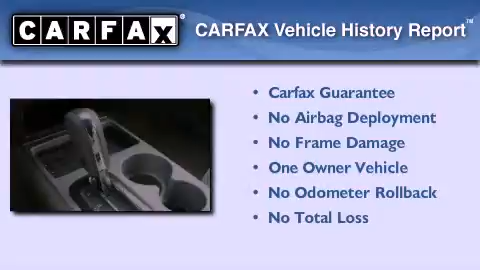 CARFAX® CARFAX Vehicle History Report™
• Carfax Guarantee
• No Airbag Deployment
• No Frame Damage
• One Owner Vehicle
• No Odometer Rollback
• No Total Loss